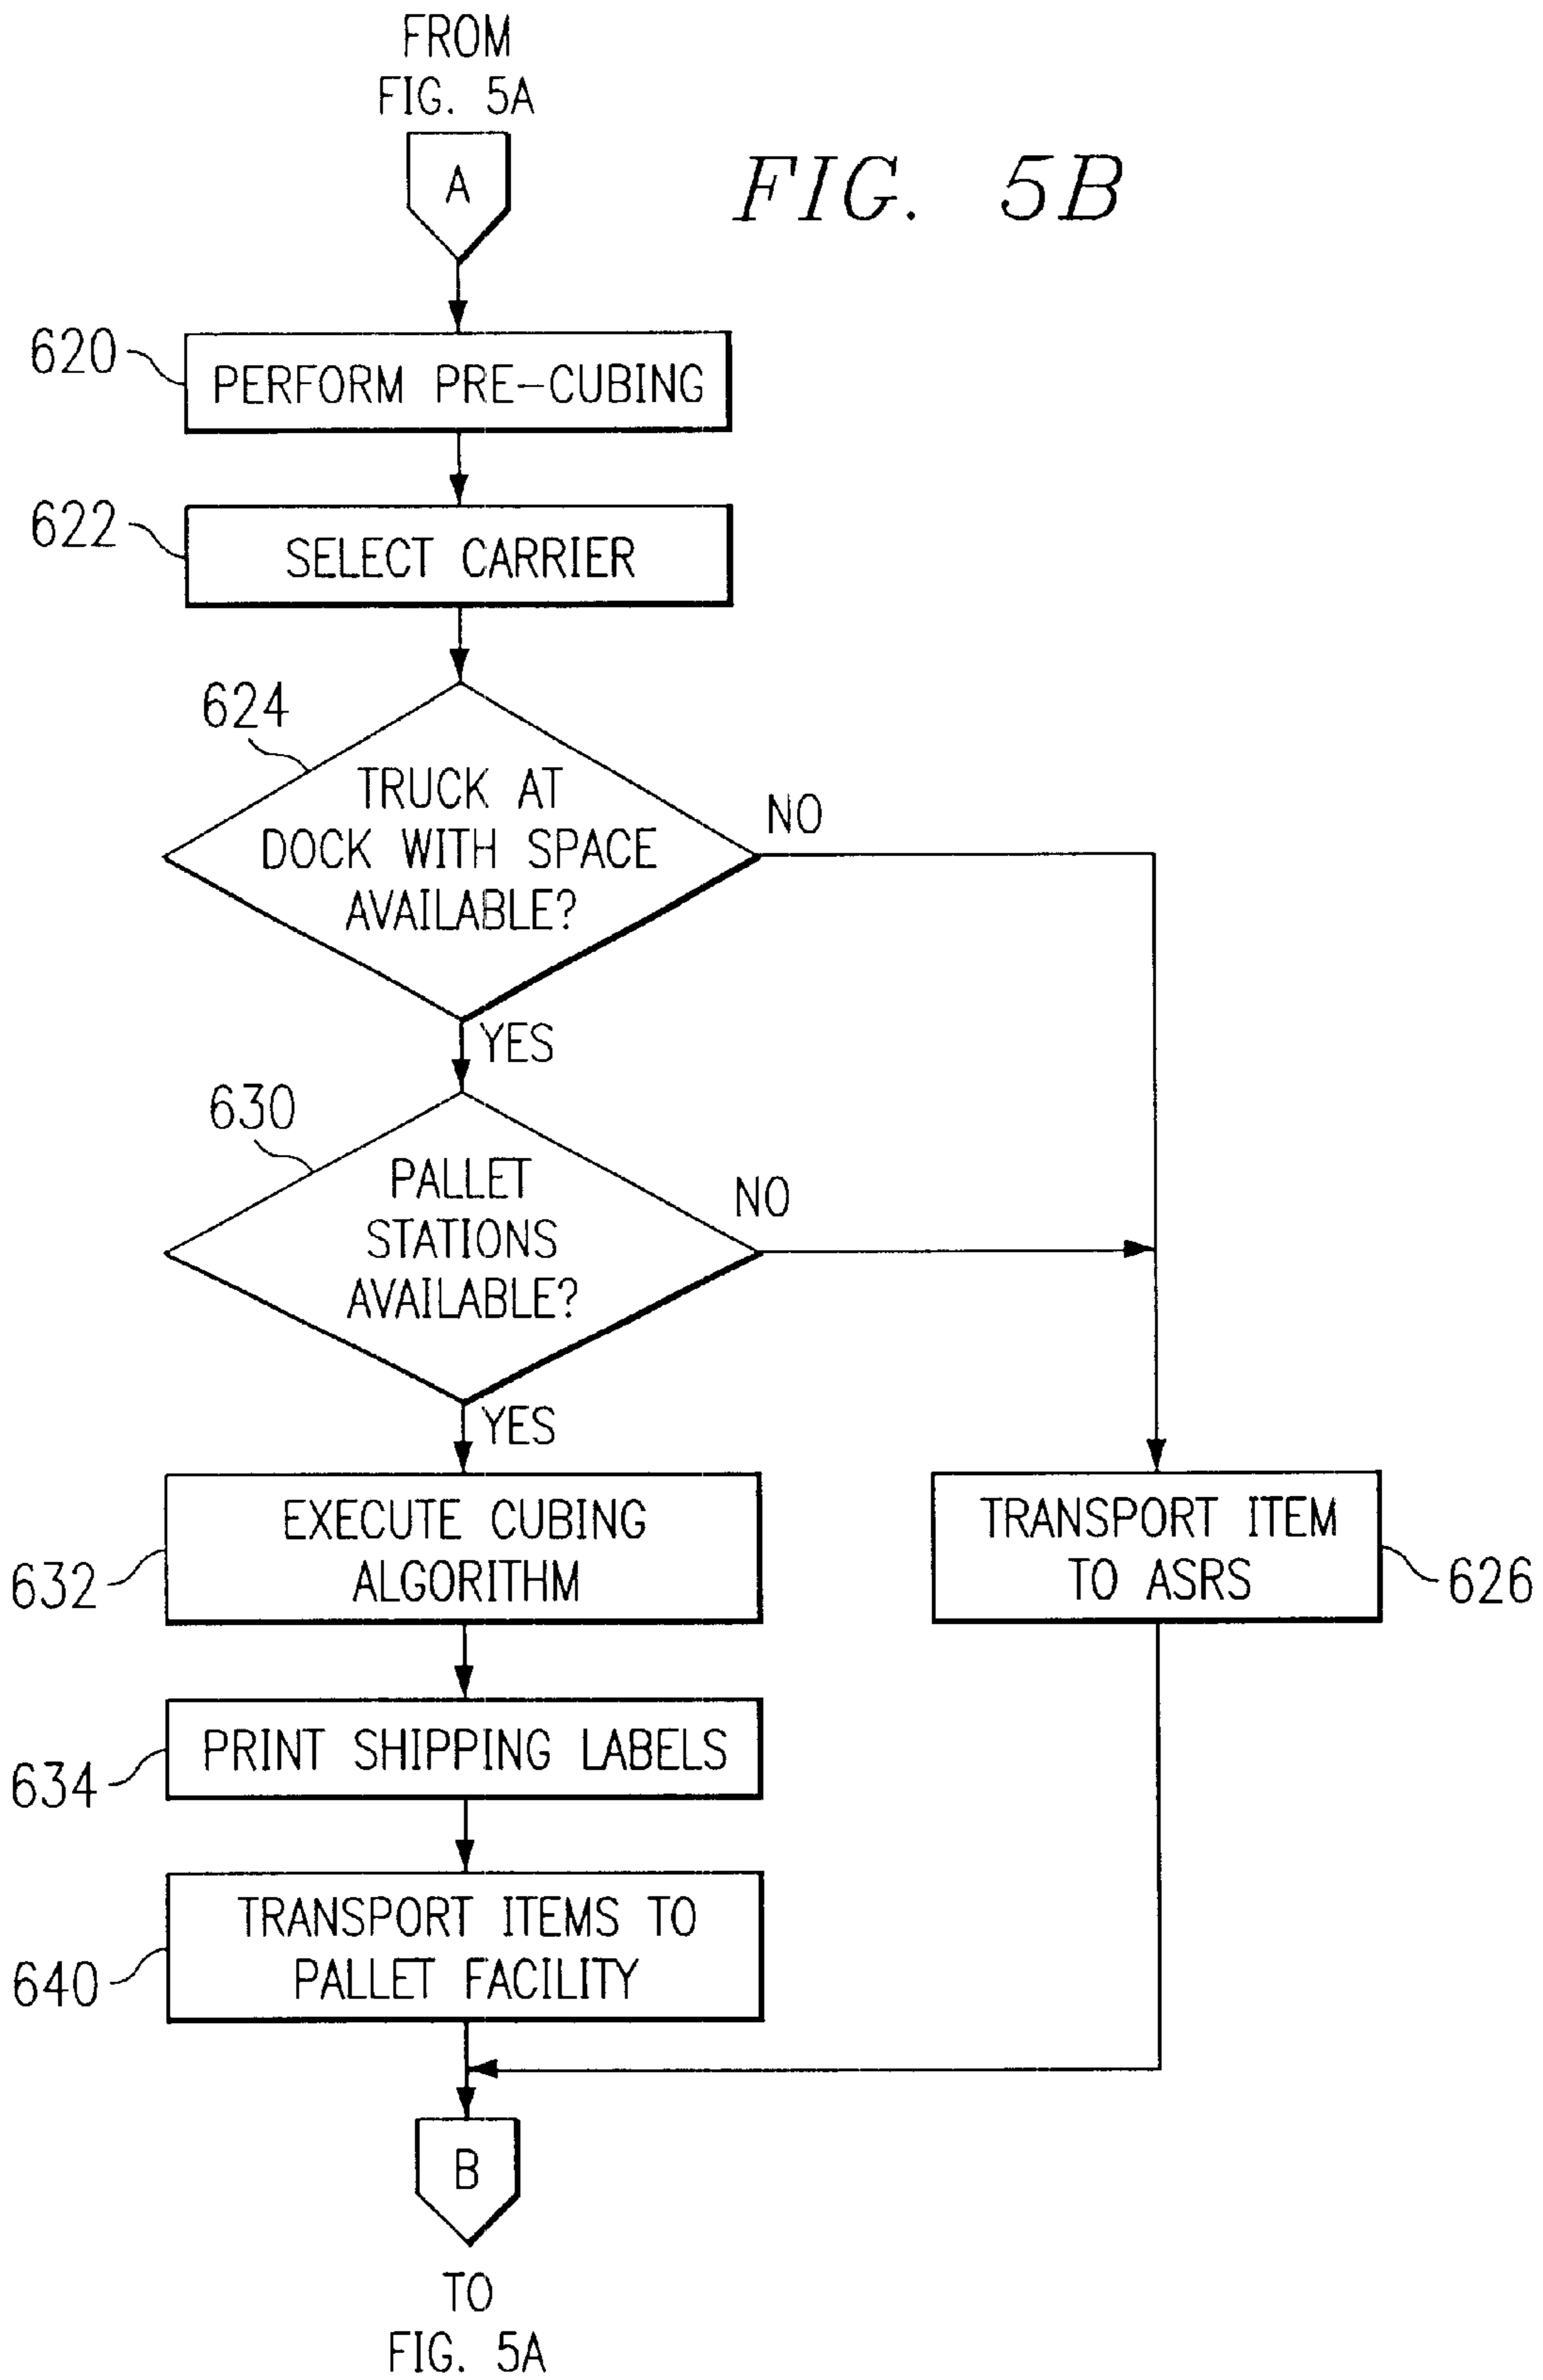 FROM
FIG. 5A
A
FIG. 5B
620
PERFORM PRE-CUBING
622
SELECT CARRIER
624
TRUCK AT
DOCK WITH SPACE
AVAILABLE?
NO
YES
630
PALLET
STATIONS
AVAILABLE?
NO
YES
EXECUTE CUBING
ALGORITHM
632
TRANSPORT ITEM
TO ASRS
626
PRINT SHIPPING LABELS
634
TRANSPORT ITEMS TO
PALLET FACILITY
640
B
TO
FIG. 5A